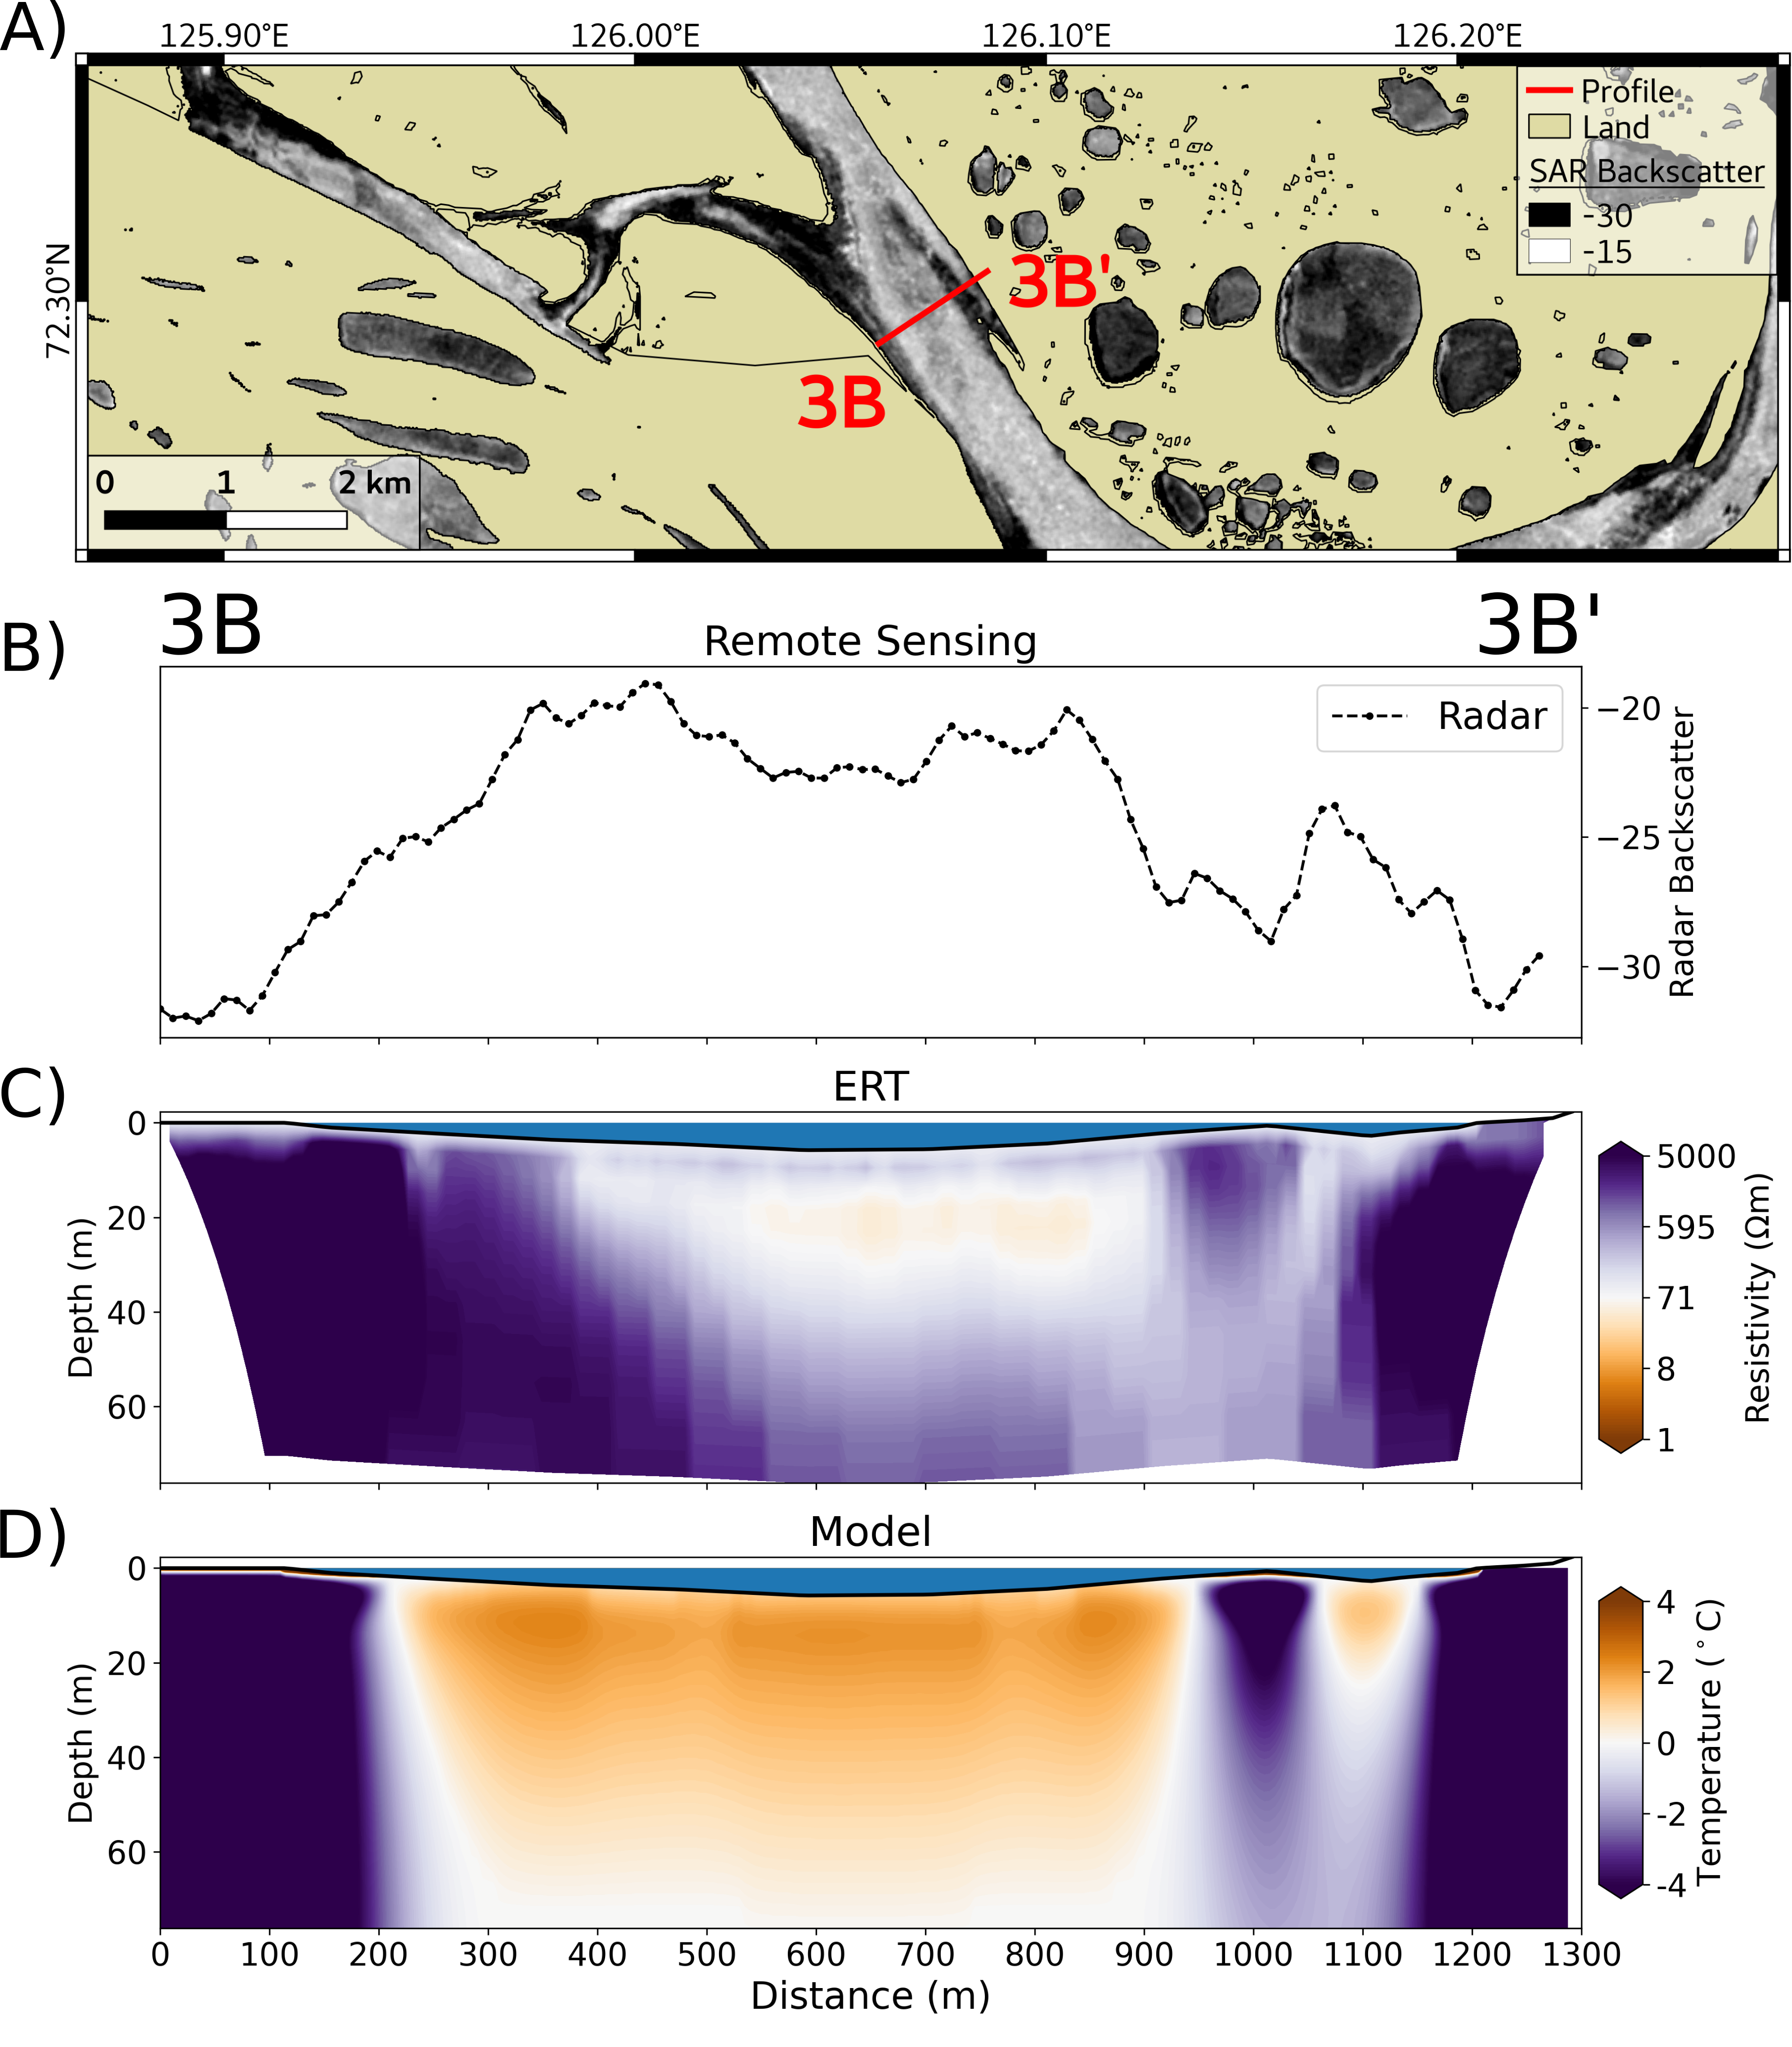 A)
125.90°E 126.00°E 126.10°E 126.20°E
72.30°N
Profile
Land
SAR Backscatter
-30
-15
3B'
3B
0 1 2 km
3B 3B'
B)
Remote Sensing
Radar
−20
−25
−30
Radar Backscatter
C)
ERT
0
20
40
60
Depth (m)
5000
595
71
8
1
Resistivity (Ωm)
D)
Model
0
20
40
60
Depth (m)
4
2
0
-2
-4
Temperature (°C)
0 100 200 300 400 500 600 700 800 900 1000 1100 1200 1300
Distance (m)